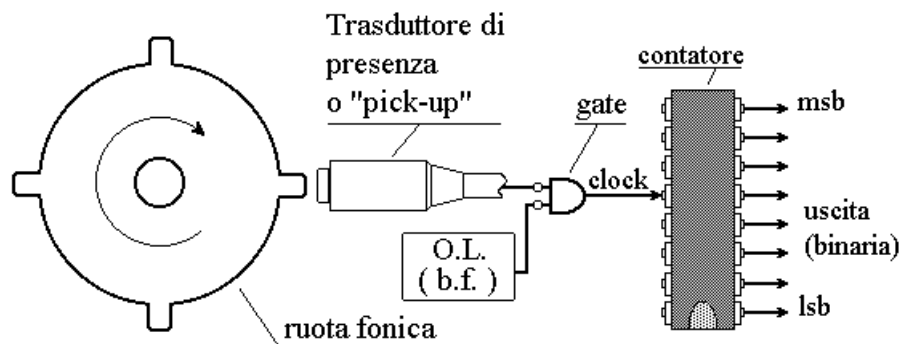 Trasduttore di
presenza
o "pick-up"
contatore
gate
msb
clock
uscita
(binaria)
O.L.
( b.f. )
lsb
ruota fonica